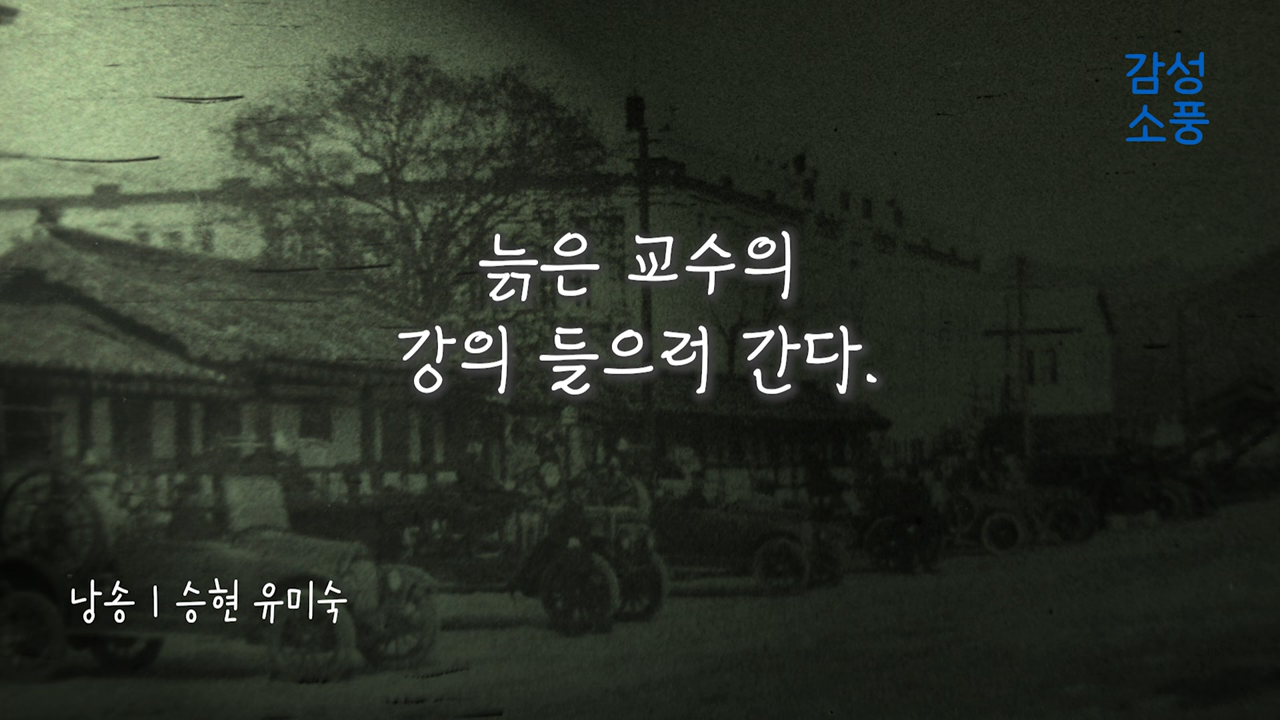 감성
소풍
늙은 교수의
강의 들으러 간다.
낭송 | 승현 유미숙